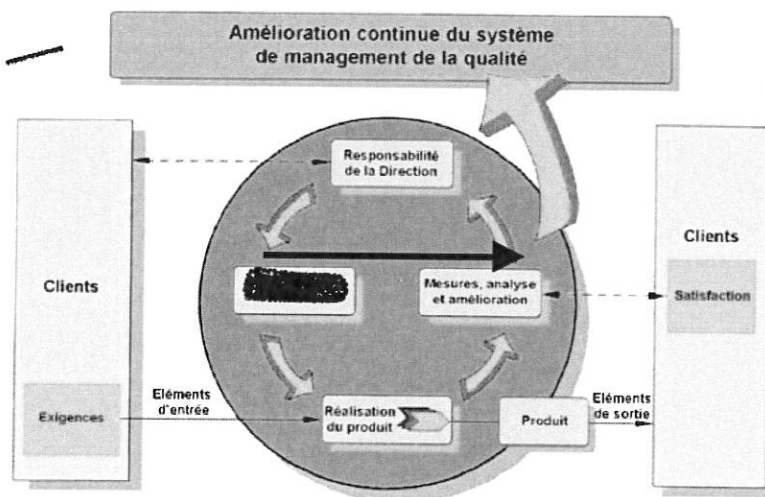 Amélioration continue du système
de management de la qualité
Responsabilité
de la Direction
Clients
Clients
Mesures, analyse
et amélioration
Satisfaction
Eléments
d'entrée
Exigences
Réalisation
du produit
Produit
Eléments
de sortie